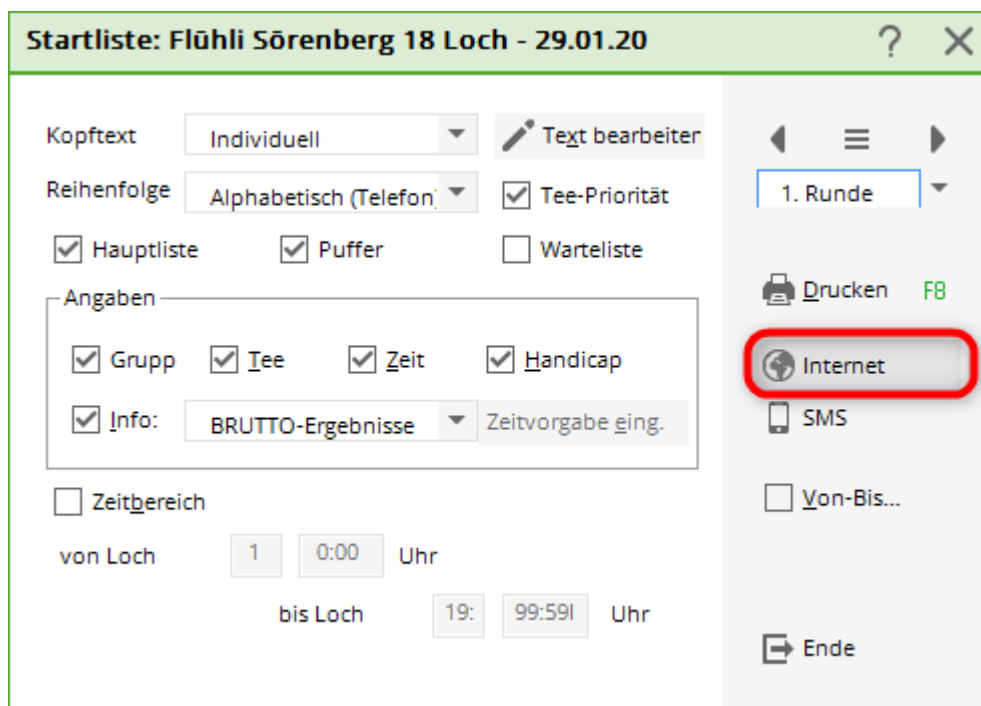 Startliste: Flühli Sörenberg 18 Loch - 29.01.20 ?
Kopftext Individuell Text bearbeiten
Reihenfolge Alphabetisch (Telefon) Tee-Priorität 1. Runde
Hauptliste Puffer Warteliste
Angaben
Drucken F8
Grupp Tee Zeit Handicap Internet
Info: BRUTTO-Ergebnisse Zeitvorgabe eing. SMS
Zeitbereich Von-Bis...
von Loch 1 0:00 Uhr
bis Loch 19: 99:59l Uhr
Ende